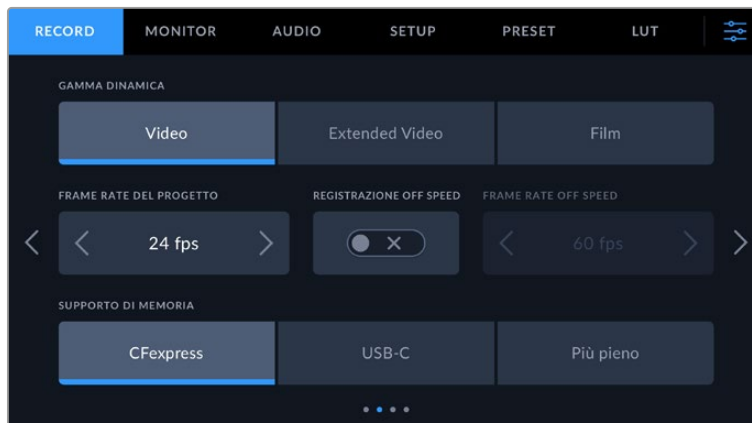 RECORD MONITOR AUDIO SETUP PRESET LUT
GAMMA DINAMICA
Video Extended Video Film
FRAME RATE DEL PROGETTO REGISTRAZIONE OFF SPEED FRAME RATE OFF SPEED
24 fps 60 fps
SUPPORTO DI MEMORIA
CFexpress USB-C Più pieno